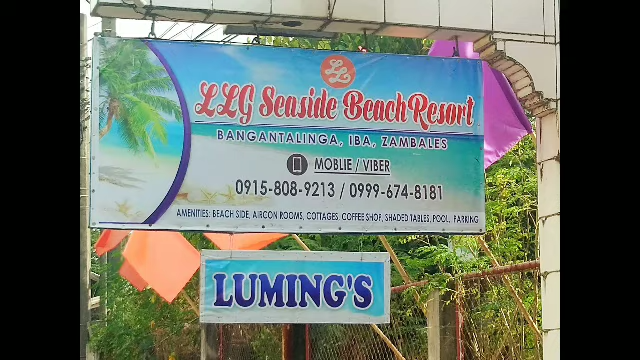 LLG
LLG Seaside Beach Resort
BANGANTALINGA, IBA, ZAMBALES
MOBLIE / VIBER
0915-808-9213 / 0999-674-8181
AMENITIES: BEACH SIDE, AIRCON ROOMS, COTTAGES, COFFEE SHOP, SHADED TABLES, POOL, PARKING
LUMING'S